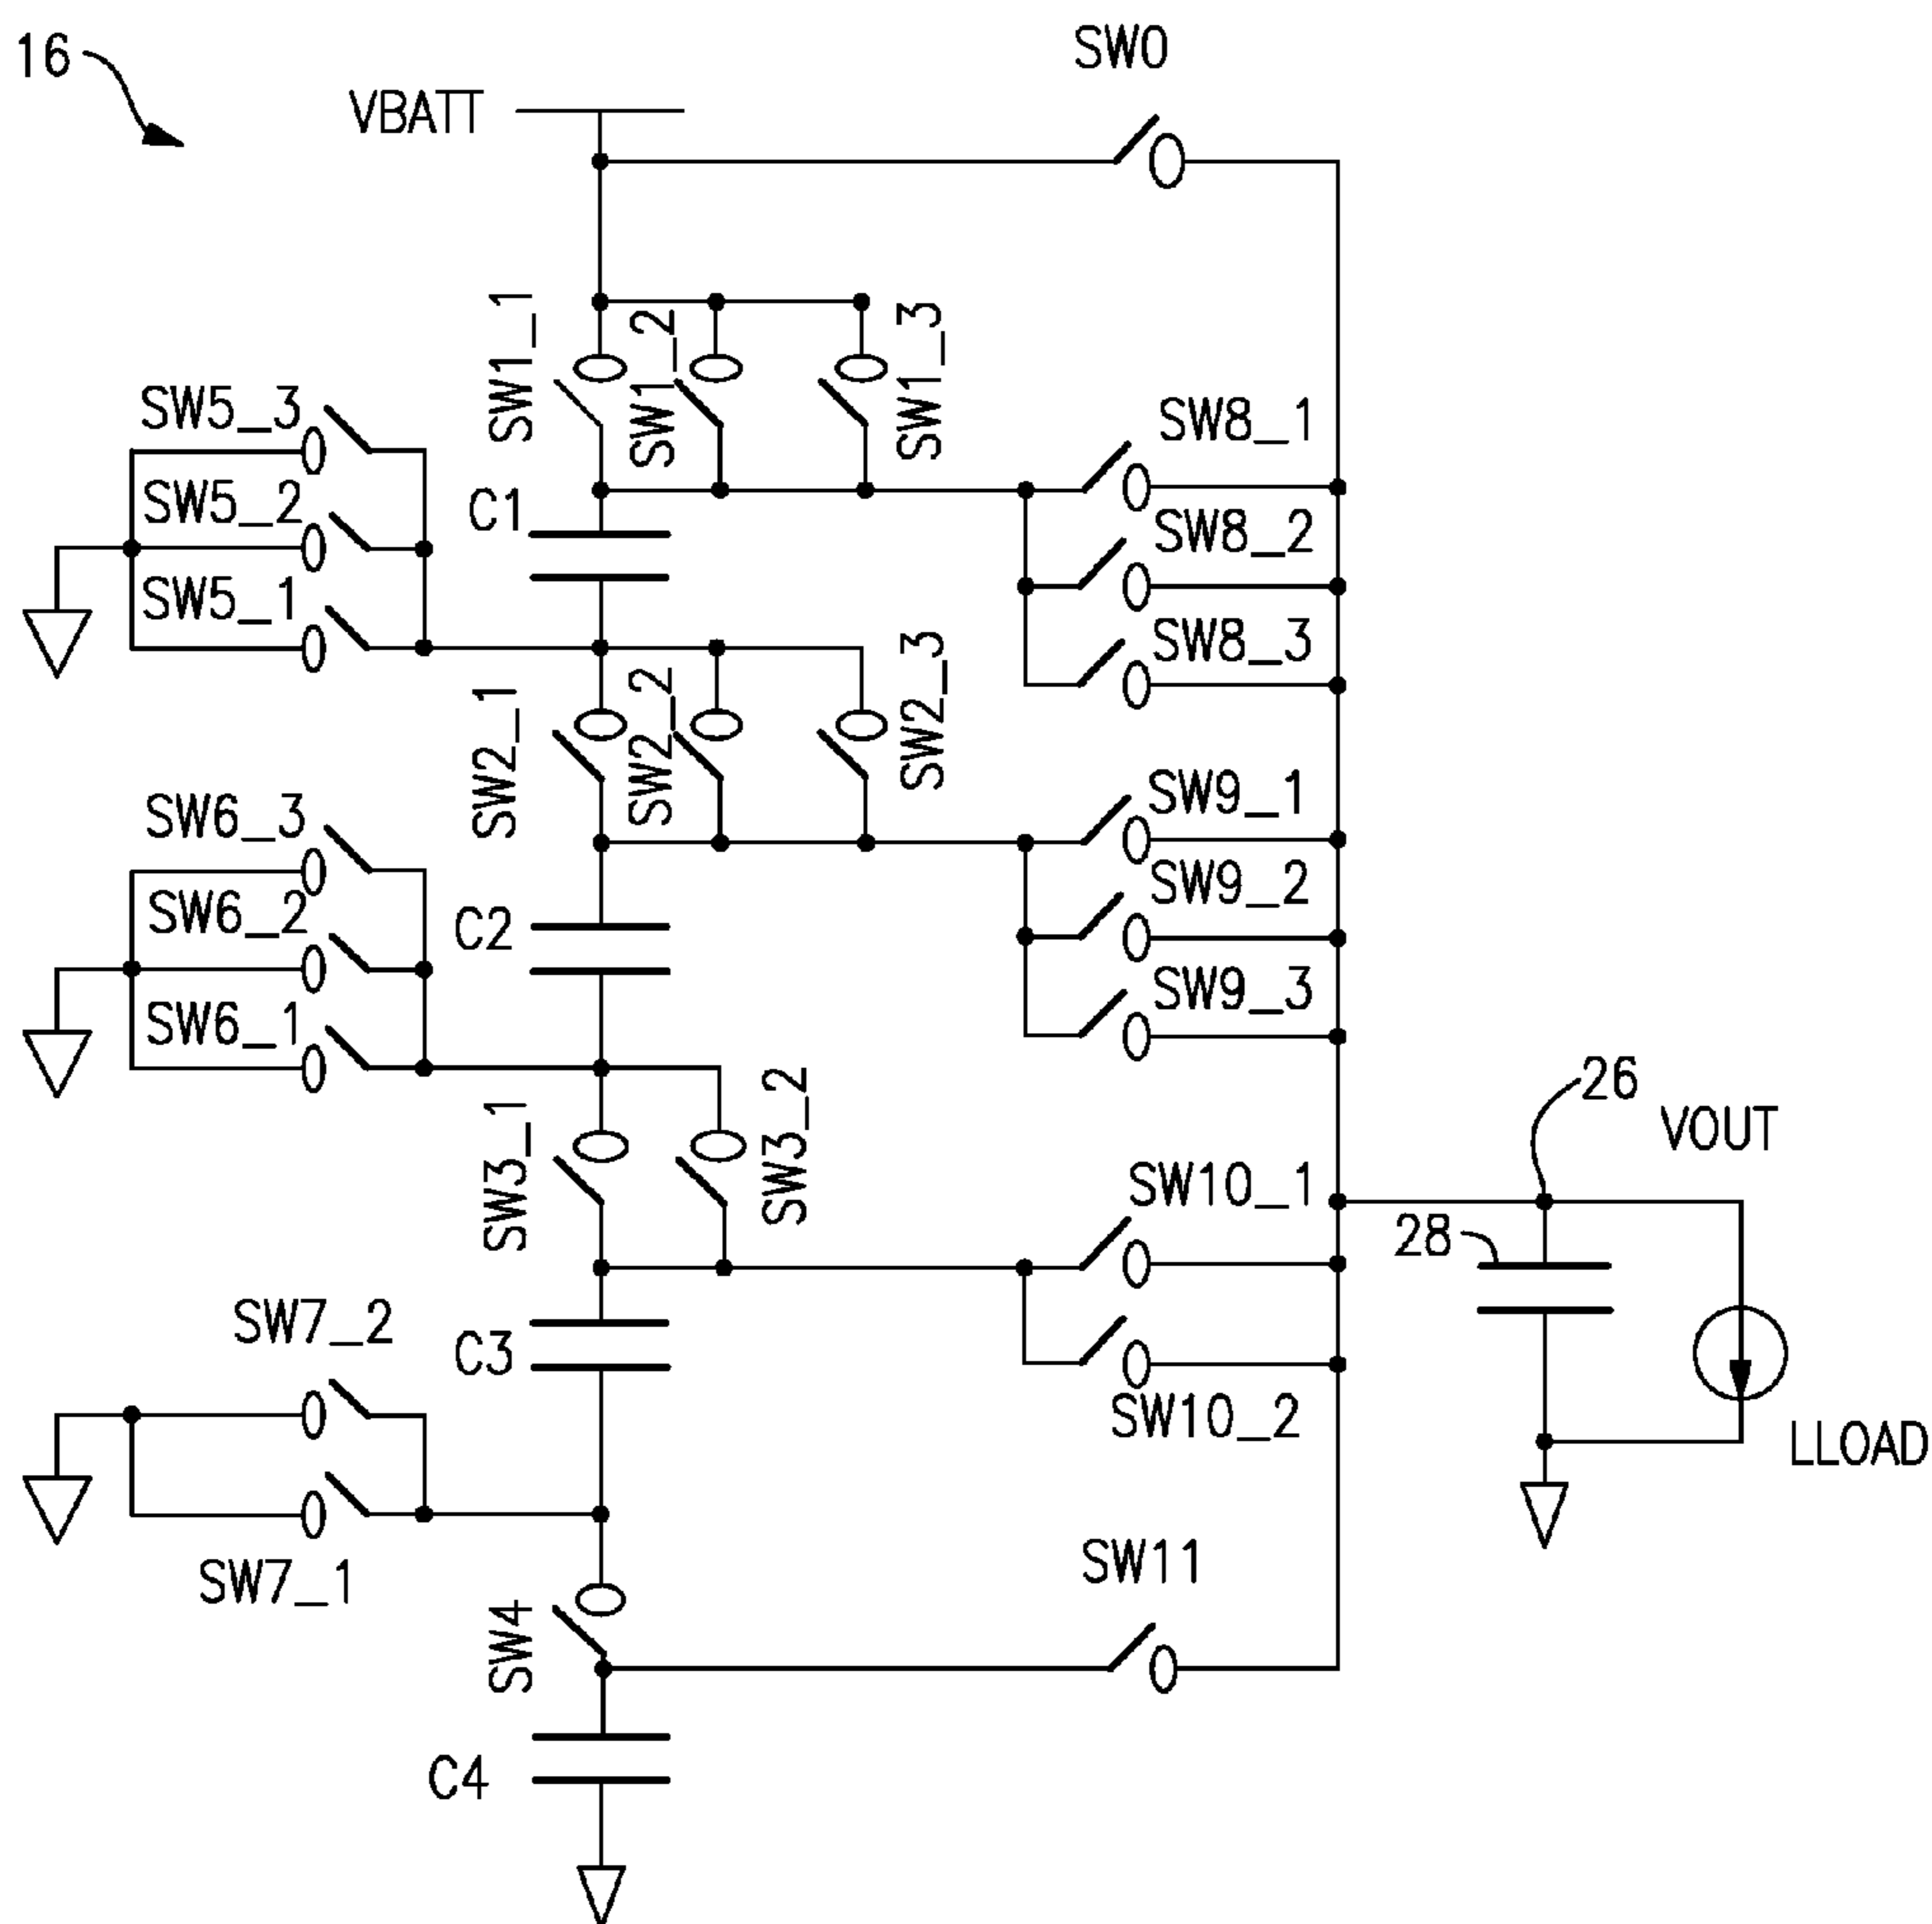 16
SW0
VBATT
SW1_1
SW1_2
SW1_3
SW5_3
SW8_1
SW5_2
C1
SW8_2
SW5_1
SW8_3
SW2_1
SW2_2
SW2_3
SW6_3
SW9_1
SW6_2
C2
SW9_2
SW6_1
SW9_3
26
VOUT
SW3_1
SW3_2
SW10_1
28
SW7_2
C3
SW10_2
LLOAD
SW7_1
SW11
SW4
C4